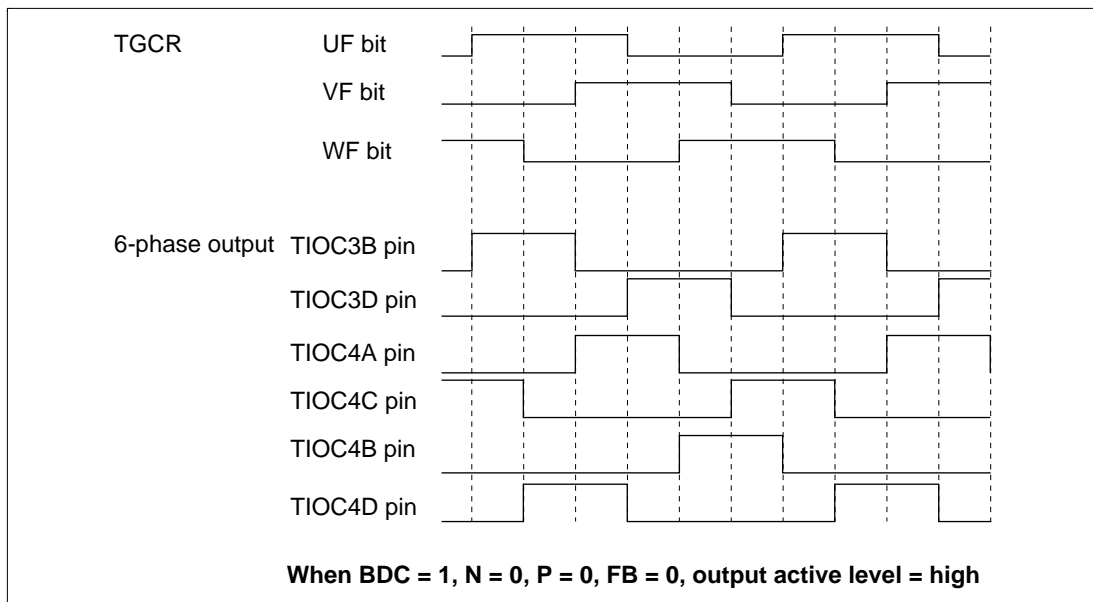 TGCR UF bit
VF bit
WF bit
6-phase output TIOC3B pin
TIOC3D pin
TIOC4A pin
TIOC4C pin
TIOC4B pin
TIOC4D pin
When BDC = 1, N = 0, P = 0, FB = 0, output active level = high